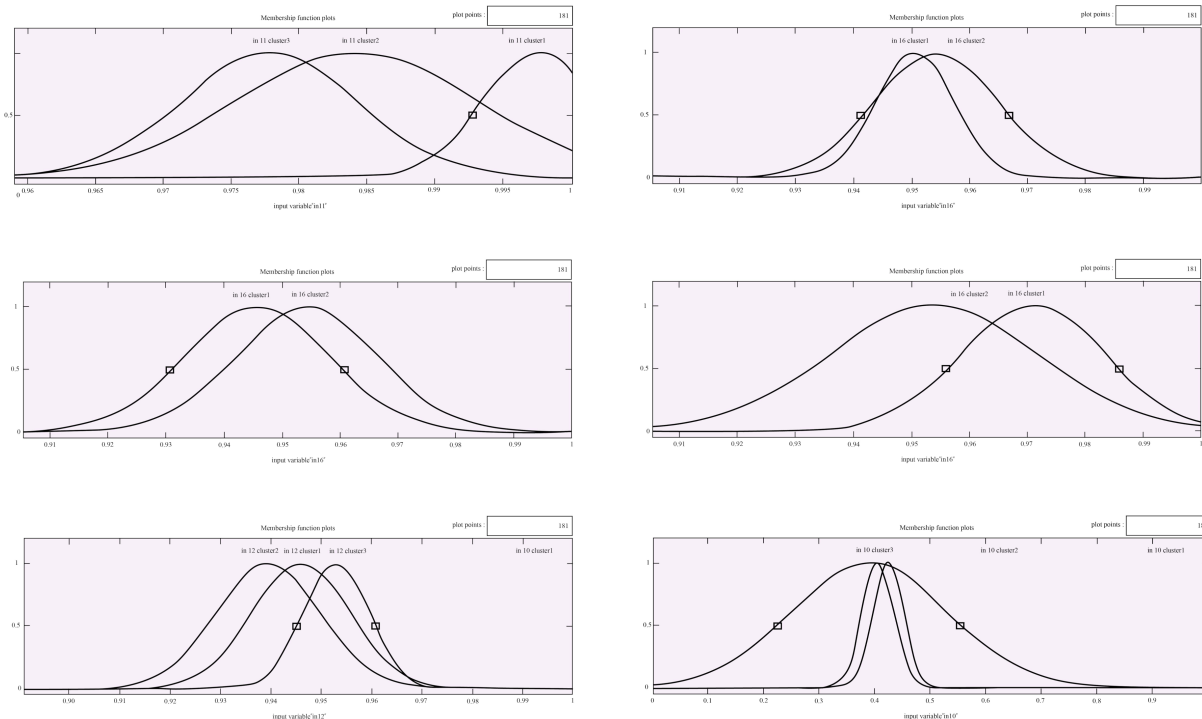 Membership function plots plot points : 181
in 11 cluster3 in 11 cluster2 in 11 cluster1
0.5
0 0.96 0.965 0.97 0.975 0.98 0.985 0.99 0.995 1
input variable"in11"
Membership function plots plot points : 181
in 16 cluster1 in 16 cluster2
1
0.5
0
0.91 0.92 0.93 0.94 0.95 0.96 0.97 0.98 0.99
input variable"in16"
Membership function plots plot points : 181
in 16 cluster1 in 16 cluster2
1
0.5
0
0.91 0.92 0.93 0.94 0.95 0.96 0.97 0.98 0.99 1
input variable"in16"
Membership function plots plot points : 181
in 16 cluster2 in 16 cluster1
1
0.5
0
0.91 0.92 0.93 0.94 0.95 0.96 0.97 0.98 0.99 1
input variable"in16"
Membership function plots plot points : 181
in 12 cluster2 in 12 cluster1 in 12 cluster3 in 10 cluster1
1
0.5
0
0.90 0.91 0.92 0.93 0.94 0.95 0.96 0.97 0.98 0.99 1
input variable"in12"
Membership function plots plot points :
in 10 cluster3 in 10 cluster2 in 10 cluster1
1
0.5
0
0 0.1 0.2 0.3 0.4 0.5 0.6 0.7 0.8 0.9
input variable"in10"